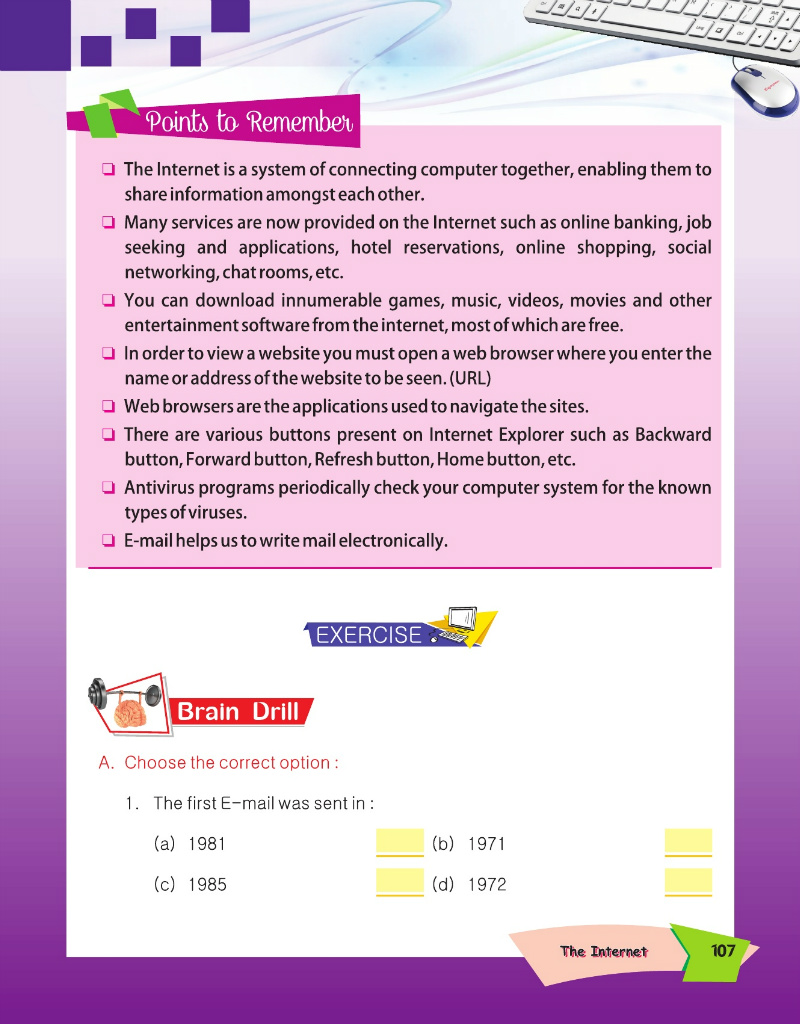 Points to Remember
❏ The Internet is a system of connecting computer together, enabling them to
share information amongst each other.
❏ Many services are now provided on the Internet such as online banking, job
seeking and applications, hotel reservations, online shopping, social
networking, chat rooms, etc.
❏ You can download innumerable games, music, videos, movies and other
entertainment software from the internet, most of which are free.
❏ In order to view a website you must open a web browser where you enter the
name or address of the website to be seen. (URL)
❏ Web browsers are the applications used to navigate the sites.
❏ There are various buttons present on Internet Explorer such as Backward
button, Forward button, Refresh button, Home button, etc.
❏ Antivirus programs periodically check your computer system for the known
types of viruses.
❏ E-mail helps us to write mail electronically.
EXERCISE
Brain Drill
A. Choose the correct option :
1. The first E-mail was sent in :
(a) 1981 (b) 1971
(c) 1985 (d) 1972
The Internet 107